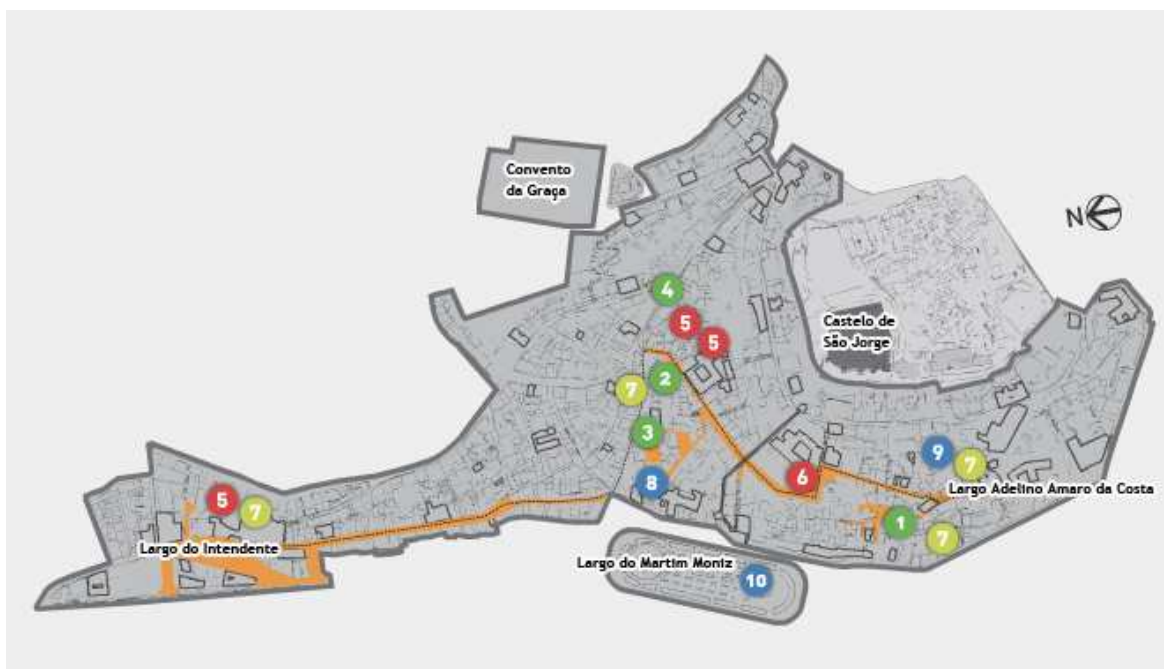 Convento
da Graça
N
4
5
5
Castelo de
São Jorge
2
7
3
9
7
8
6
Largo Adelino Amaro da Costa
5
7
1
7
Largo do Intendente
Largo do Martim Moniz
10